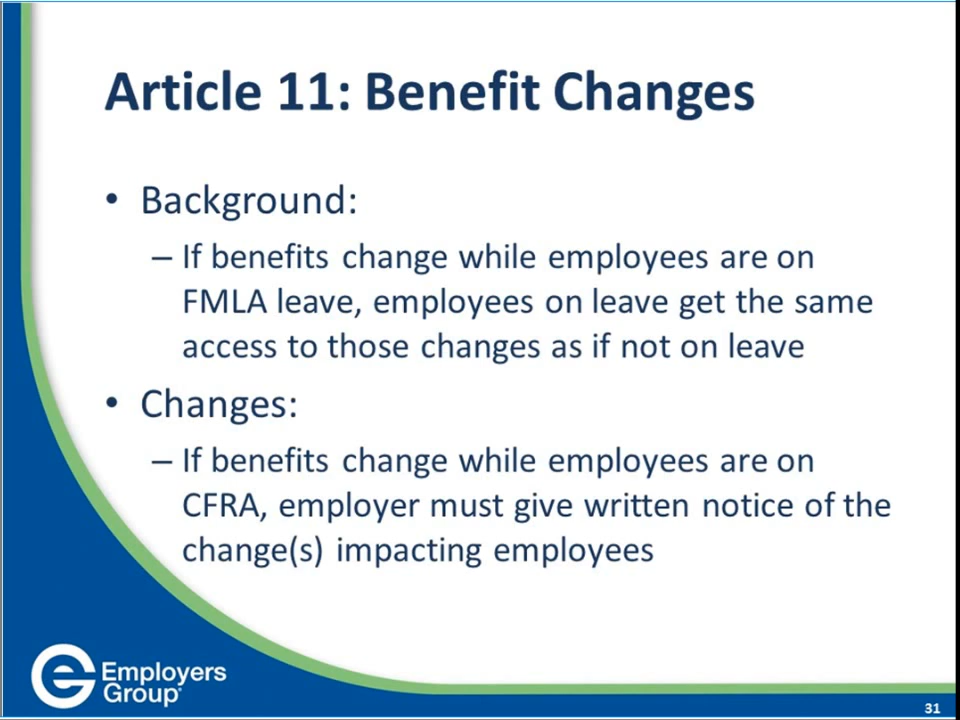 Article 11: Benefit Changes
• Background:
– If benefits change while employees are on
FMLA leave, employees on leave get the same
access to those changes as if not on leave
• Changes:
– If benefits change while employees are on
CFRA, employer must give written notice of the
change(s) impacting employees
Employers
Group
31